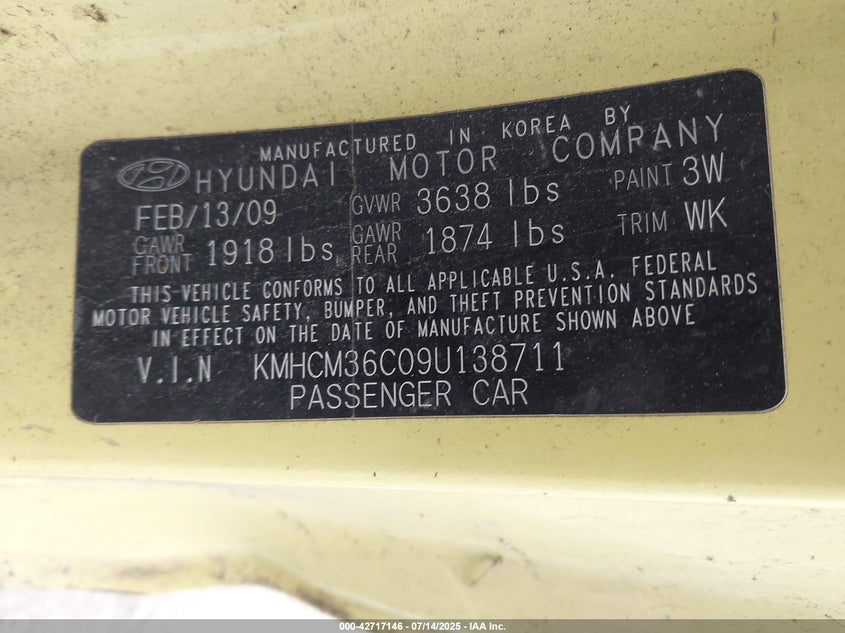 MANUFACTURED IN KOREA BY
HYUNDAI MOTOR COMPANY
FEB/13/09 GVWR 3638 lbs PAINT 3W
GAWR FRONT 1918 lbs GAWR REAR 1874 lbs TRIM WK
THIS VEHICLE CONFORMS TO ALL APPLICABLE U.S.A. FEDERAL
MOTOR VEHICLE SAFETY, BUMPER, AND THEFT PREVENTION STANDARDS
IN EFFECT ON THE DATE OF MANUFACTURE SHOWN ABOVE
V.I.N KMHCM36C09U138711
PASSENGER CAR
000-42717146 - 07/14/2025 - IAA Inc.